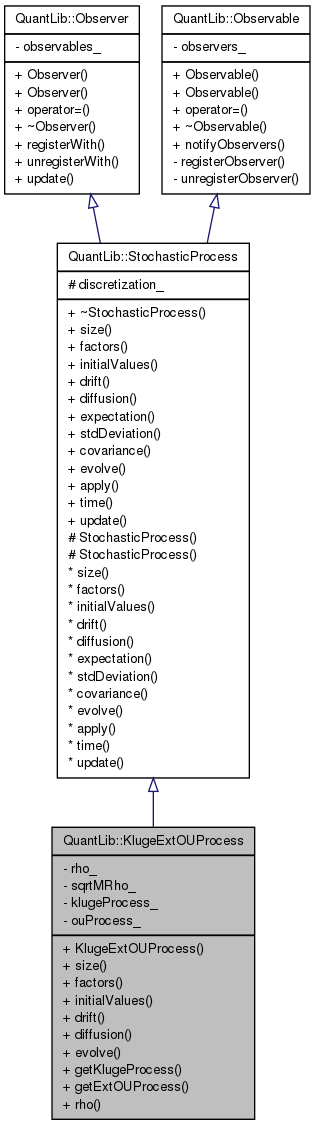 QuantLib::Observer
- observables_
+ Observer()
+ Observer()
+ operator=()
+ ~Observer()
+ registerWith()
+ unregisterWith()
+ update()
QuantLib::Observable
- observers_
+ Observable()
+ Observable()
+ operator=()
+ ~Observable()
+ notifyObservers()
- registerObserver()
- unregisterObserver()
QuantLib::StochasticProcess
# discretization_
+ ~StochasticProcess()
+ size()
+ factors()
+ initialValues()
+ drift()
+ diffusion()
+ expectation()
+ stdDeviation()
+ covariance()
+ evolve()
+ apply()
+ time()
+ update()
# StochasticProcess()
# StochasticProcess()
* size()
* factors()
* initialValues()
* drift()
* diffusion()
* expectation()
* stdDeviation()
* covariance()
* evolve()
* apply()
* time()
* update()
QuantLib::KlugeExtOUProcess
- rho_
- sqrtMRho_
- klugeProcess_
- ouProcess_
+ KlugeExtOUProcess()
+ size()
+ factors()
+ initialValues()
+ drift()
+ diffusion()
+ evolve()
+ getKlugeProcess()
+ getExtOUProcess()
+ rho()